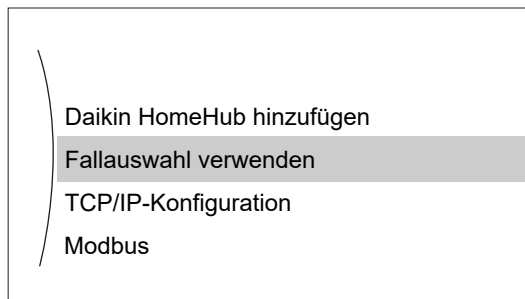 Daikin HomeHub hinzufügen
Fallauswahl verwenden
TCP/IP-Konfiguration
Modbus